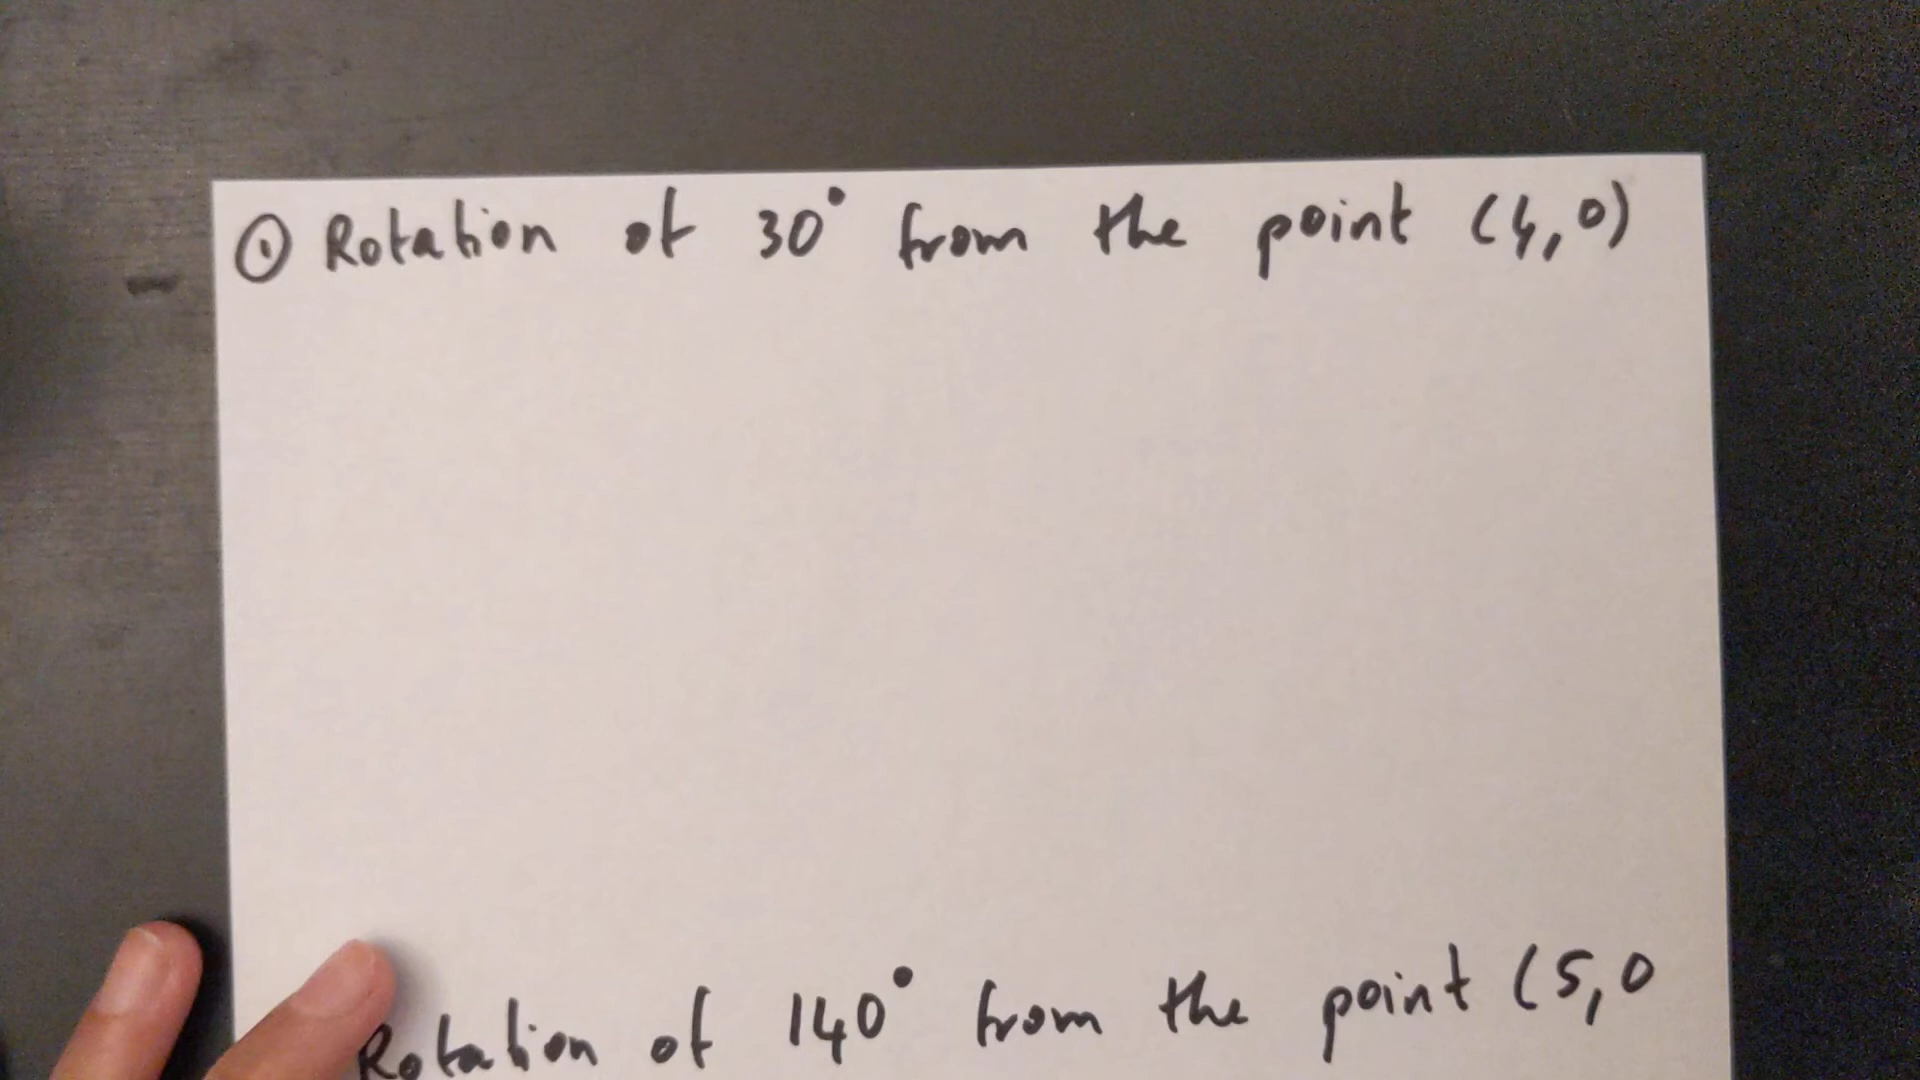 ① Rotation of 30° from the point (4,0)
Rotation of 140° from the point (5,0